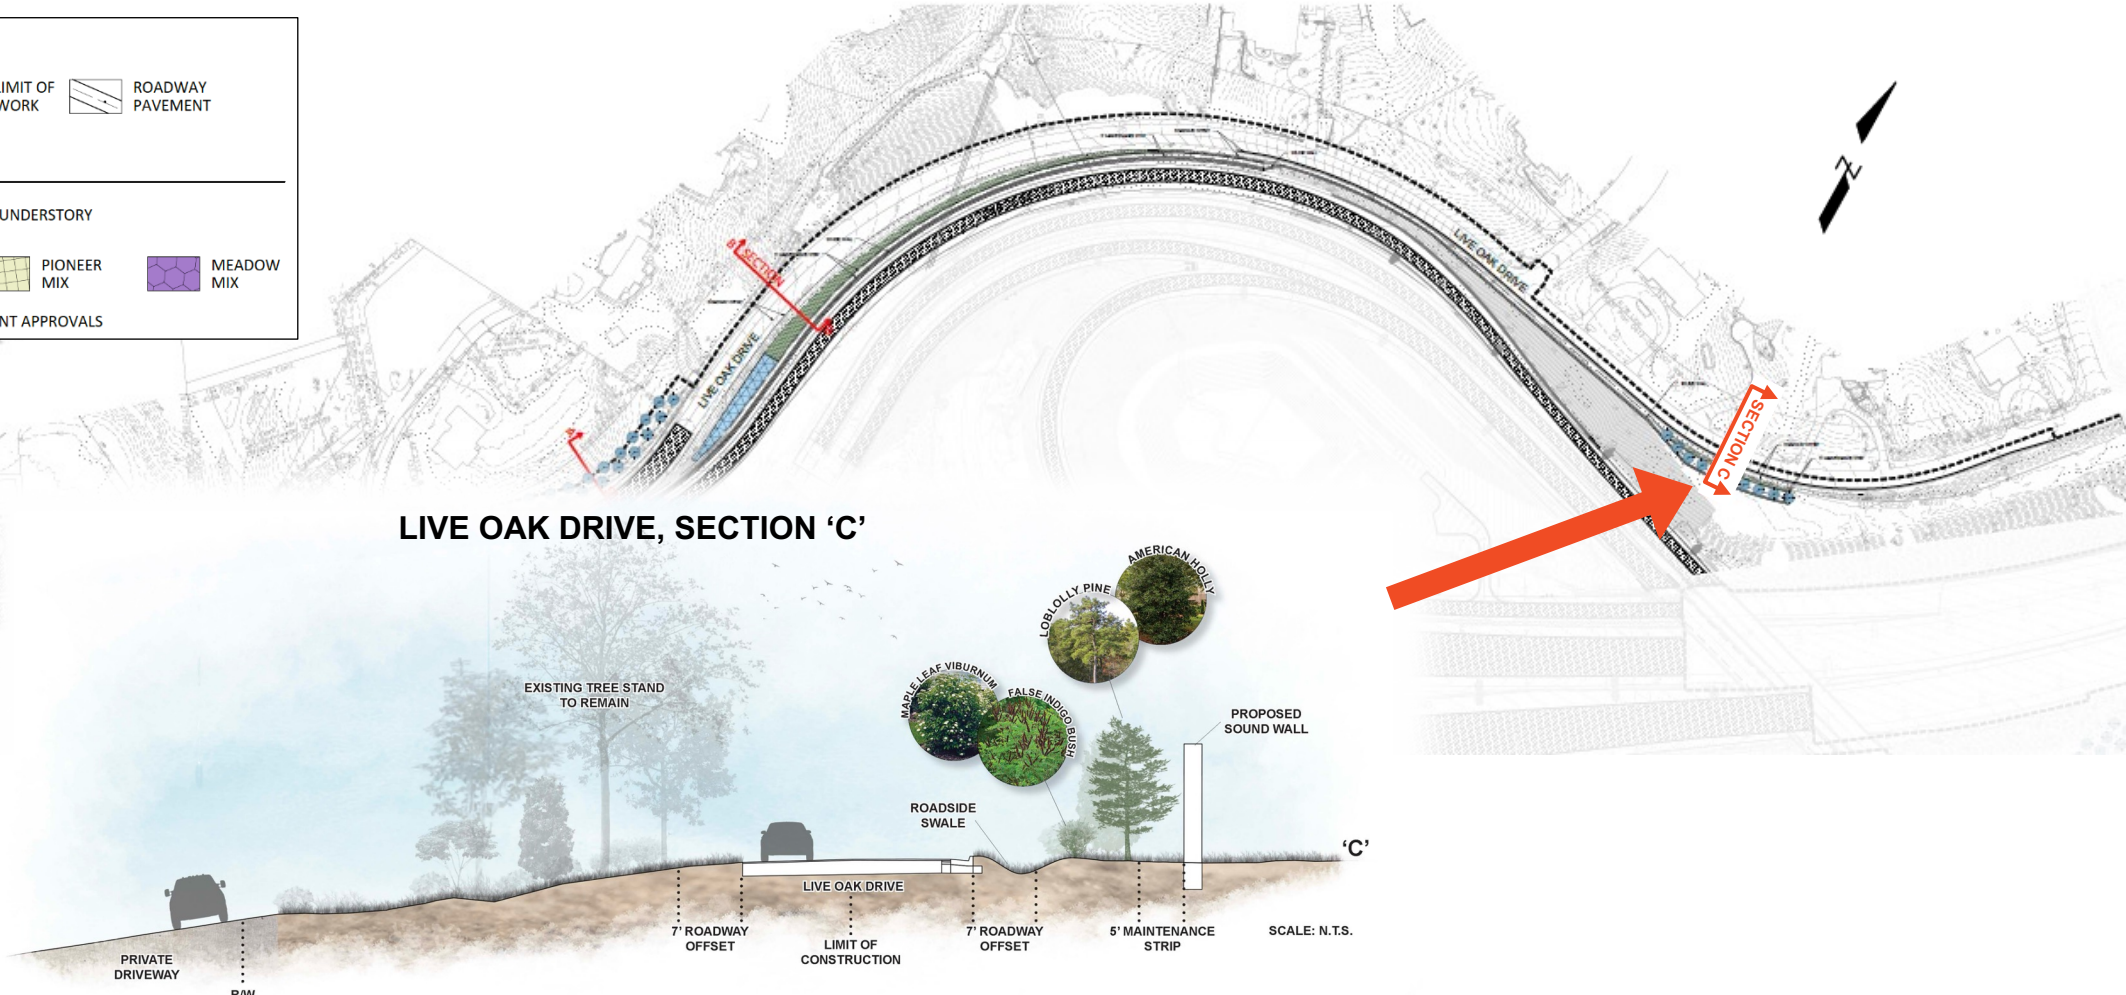 LIMIT OF
WORK
ROADWAY
PAVEMENT
UNDERSTORY
PIONEER
MIX
MEADOW
MIX
NT APPROVALS
B SECTION
LIVE OAK DRIVE
LIVE OAK DRIVE
SECTION C
N
LIVE OAK DRIVE, SECTION ‘C’
AMERICAN HOLLY
LOBLOLLY PINE
MAPLE LEAF VIBURNUM
FALSE INDIGO BUSH
EXISTING TREE STAND
TO REMAIN
PROPOSED
SOUND WALL
ROADSIDE
SWALE
‘C’
LIVE OAK DRIVE
7’ ROADWAY
OFFSET
LIMIT OF
CONSTRUCTION
7’ ROADWAY
OFFSET
5’ MAINTENANCE
STRIP
SCALE: N.T.S.
PRIVATE
DRIVEWAY
R/W